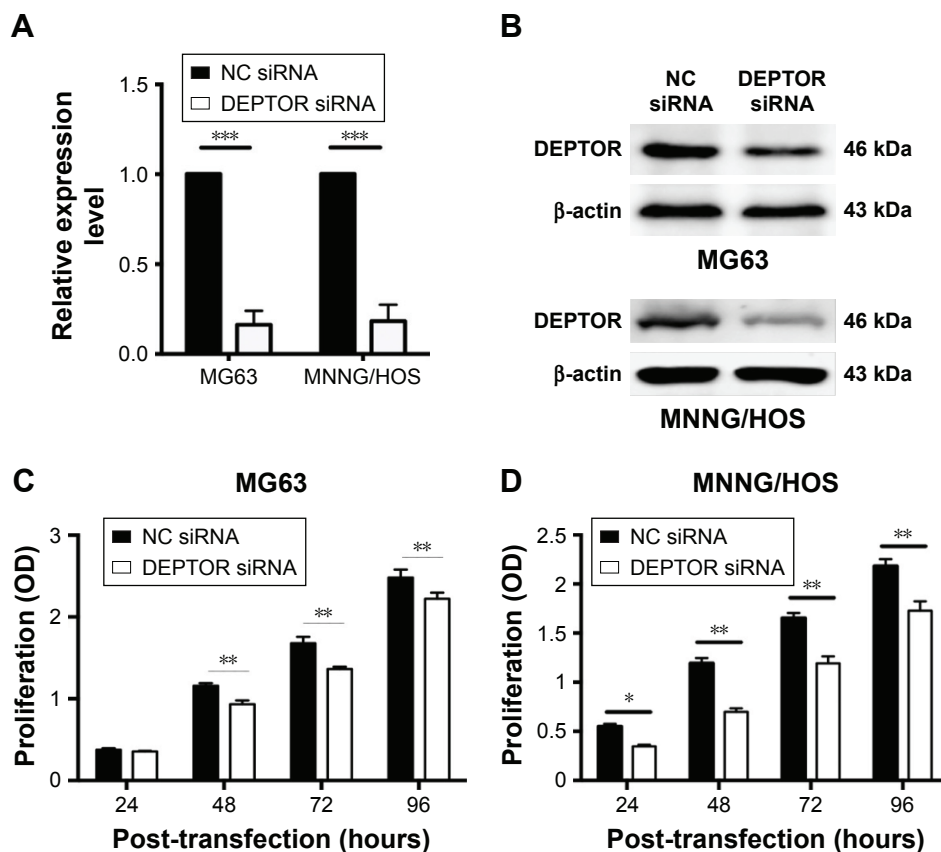 A
NC siRNA
DEPTOR siRNA
Relative expression
level
1.5
1.0
0.5
0.0
***
***
MG63
MNNG/HOS
B
NC
siRNA
DEPTOR
siRNA
DEPTOR
46 kDa
β-actin
43 kDa
MG63
DEPTOR
46 kDa
β-actin
43 kDa
MNNG/HOS
C
MG63
NC siRNA
DEPTOR siRNA
Proliferation (OD)
3
2
1
0
**
**
**
24
48
72
96
Post-transfection (hours)
D
MNNG/HOS
NC siRNA
DEPTOR siRNA
Proliferation (OD)
2.5
2
1.5
1
0.5
0
*
**
**
**
24
48
72
96
Post-transfection (hours)